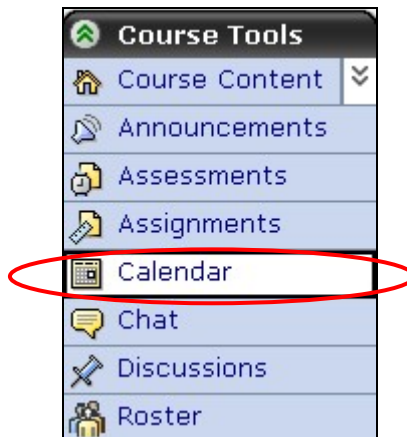 Course Tools
Course Content
Announcements
Assessments
Assignments
Calendar
Chat
Discussions
Roster